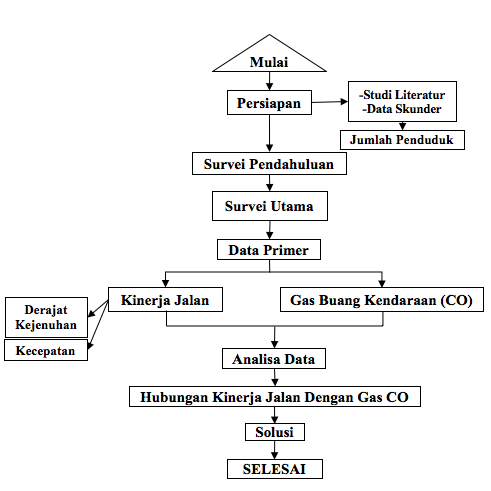 Mulai
Persiapan
-Studi Literatur
-Data Skunder
Jumlah Penduduk
Survei Pendahuluan
Survei Utama
Data Primer
Kinerja Jalan
Gas Buang Kendaraan (CO)
Derajat
Kejenuhan
Kecepatan
Analisa Data
Hubungan Kinerja Jalan Dengan Gas CO
Solusi
SELESAI